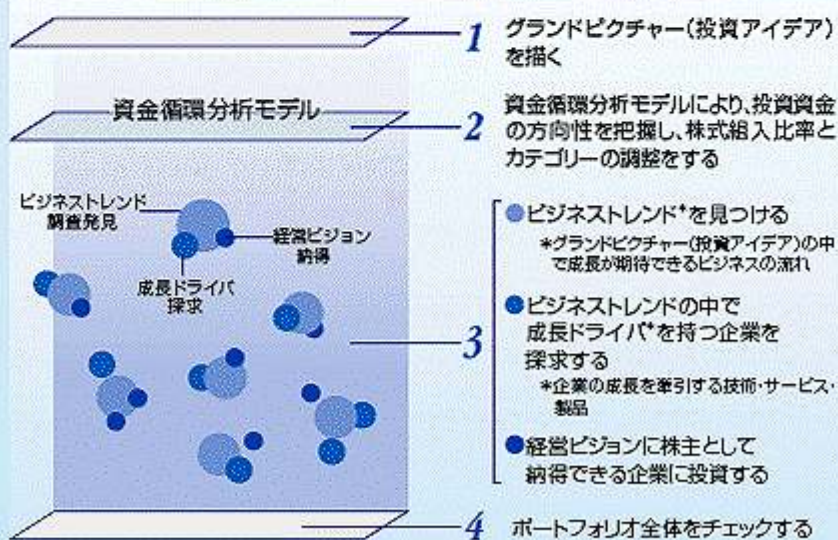 1 グランドピクチャー(投資アイデア)
を描く
資金循環分析モデル
2 資金循環分析モデルにより、投資資金
の方向性を把握し、株式組入比率と
カテゴリーの調整をする
ビジネストレンド
調査発見
経営ビジョン
納得
成長ドライバ
探求
3
ビジネストレンド*を見つける
*グランドピクチャー(投資アイデア)の中
で成長が期待できるビジネスの流れ
ビジネストレンドの中で
成長ドライバ*を持つ企業を
探求する
*企業の成長を牽引する技術・サービス・
製品
経営ビジョンに株主として
納得できる企業に投資する
4 ポートフォリオ全体をチェックする